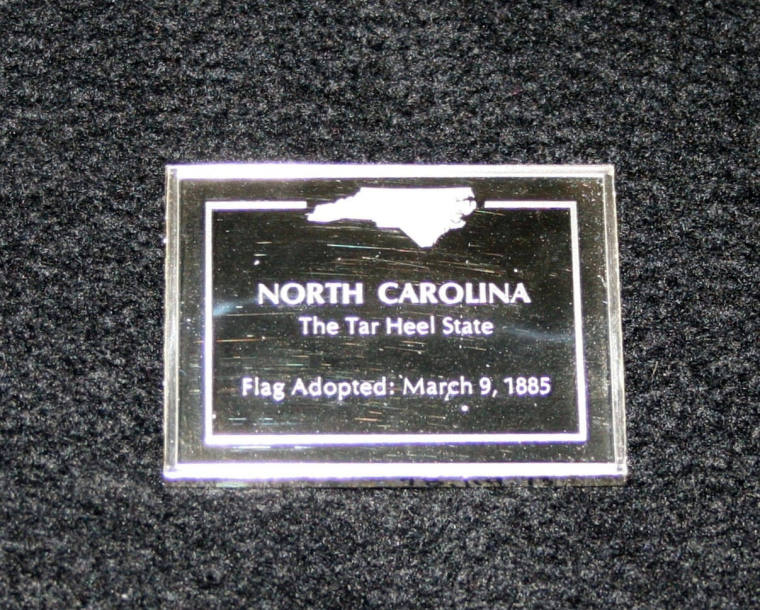 NORTH CAROLINA
The Tar Heel State
Flag Adopted: March 9, 1885